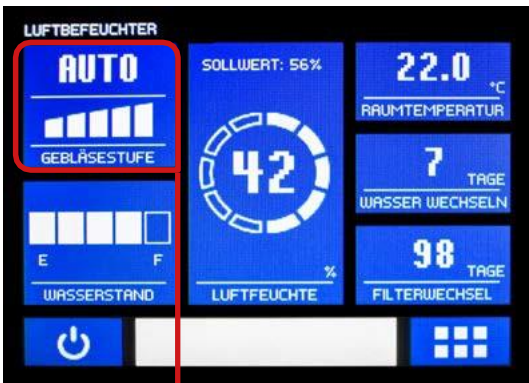 LUFTBEFEUCHTER
AUTO
GEBLÄSESTUFE
E F
WASSERSTAND
SOLLWERT: 56%
42
%
LUFTFEUCHTE
22.0 °C
RAUMTEMPERATUR
7 TAGE
WASSER WECHSELN
98 TAGE
FILTERWECHSEL